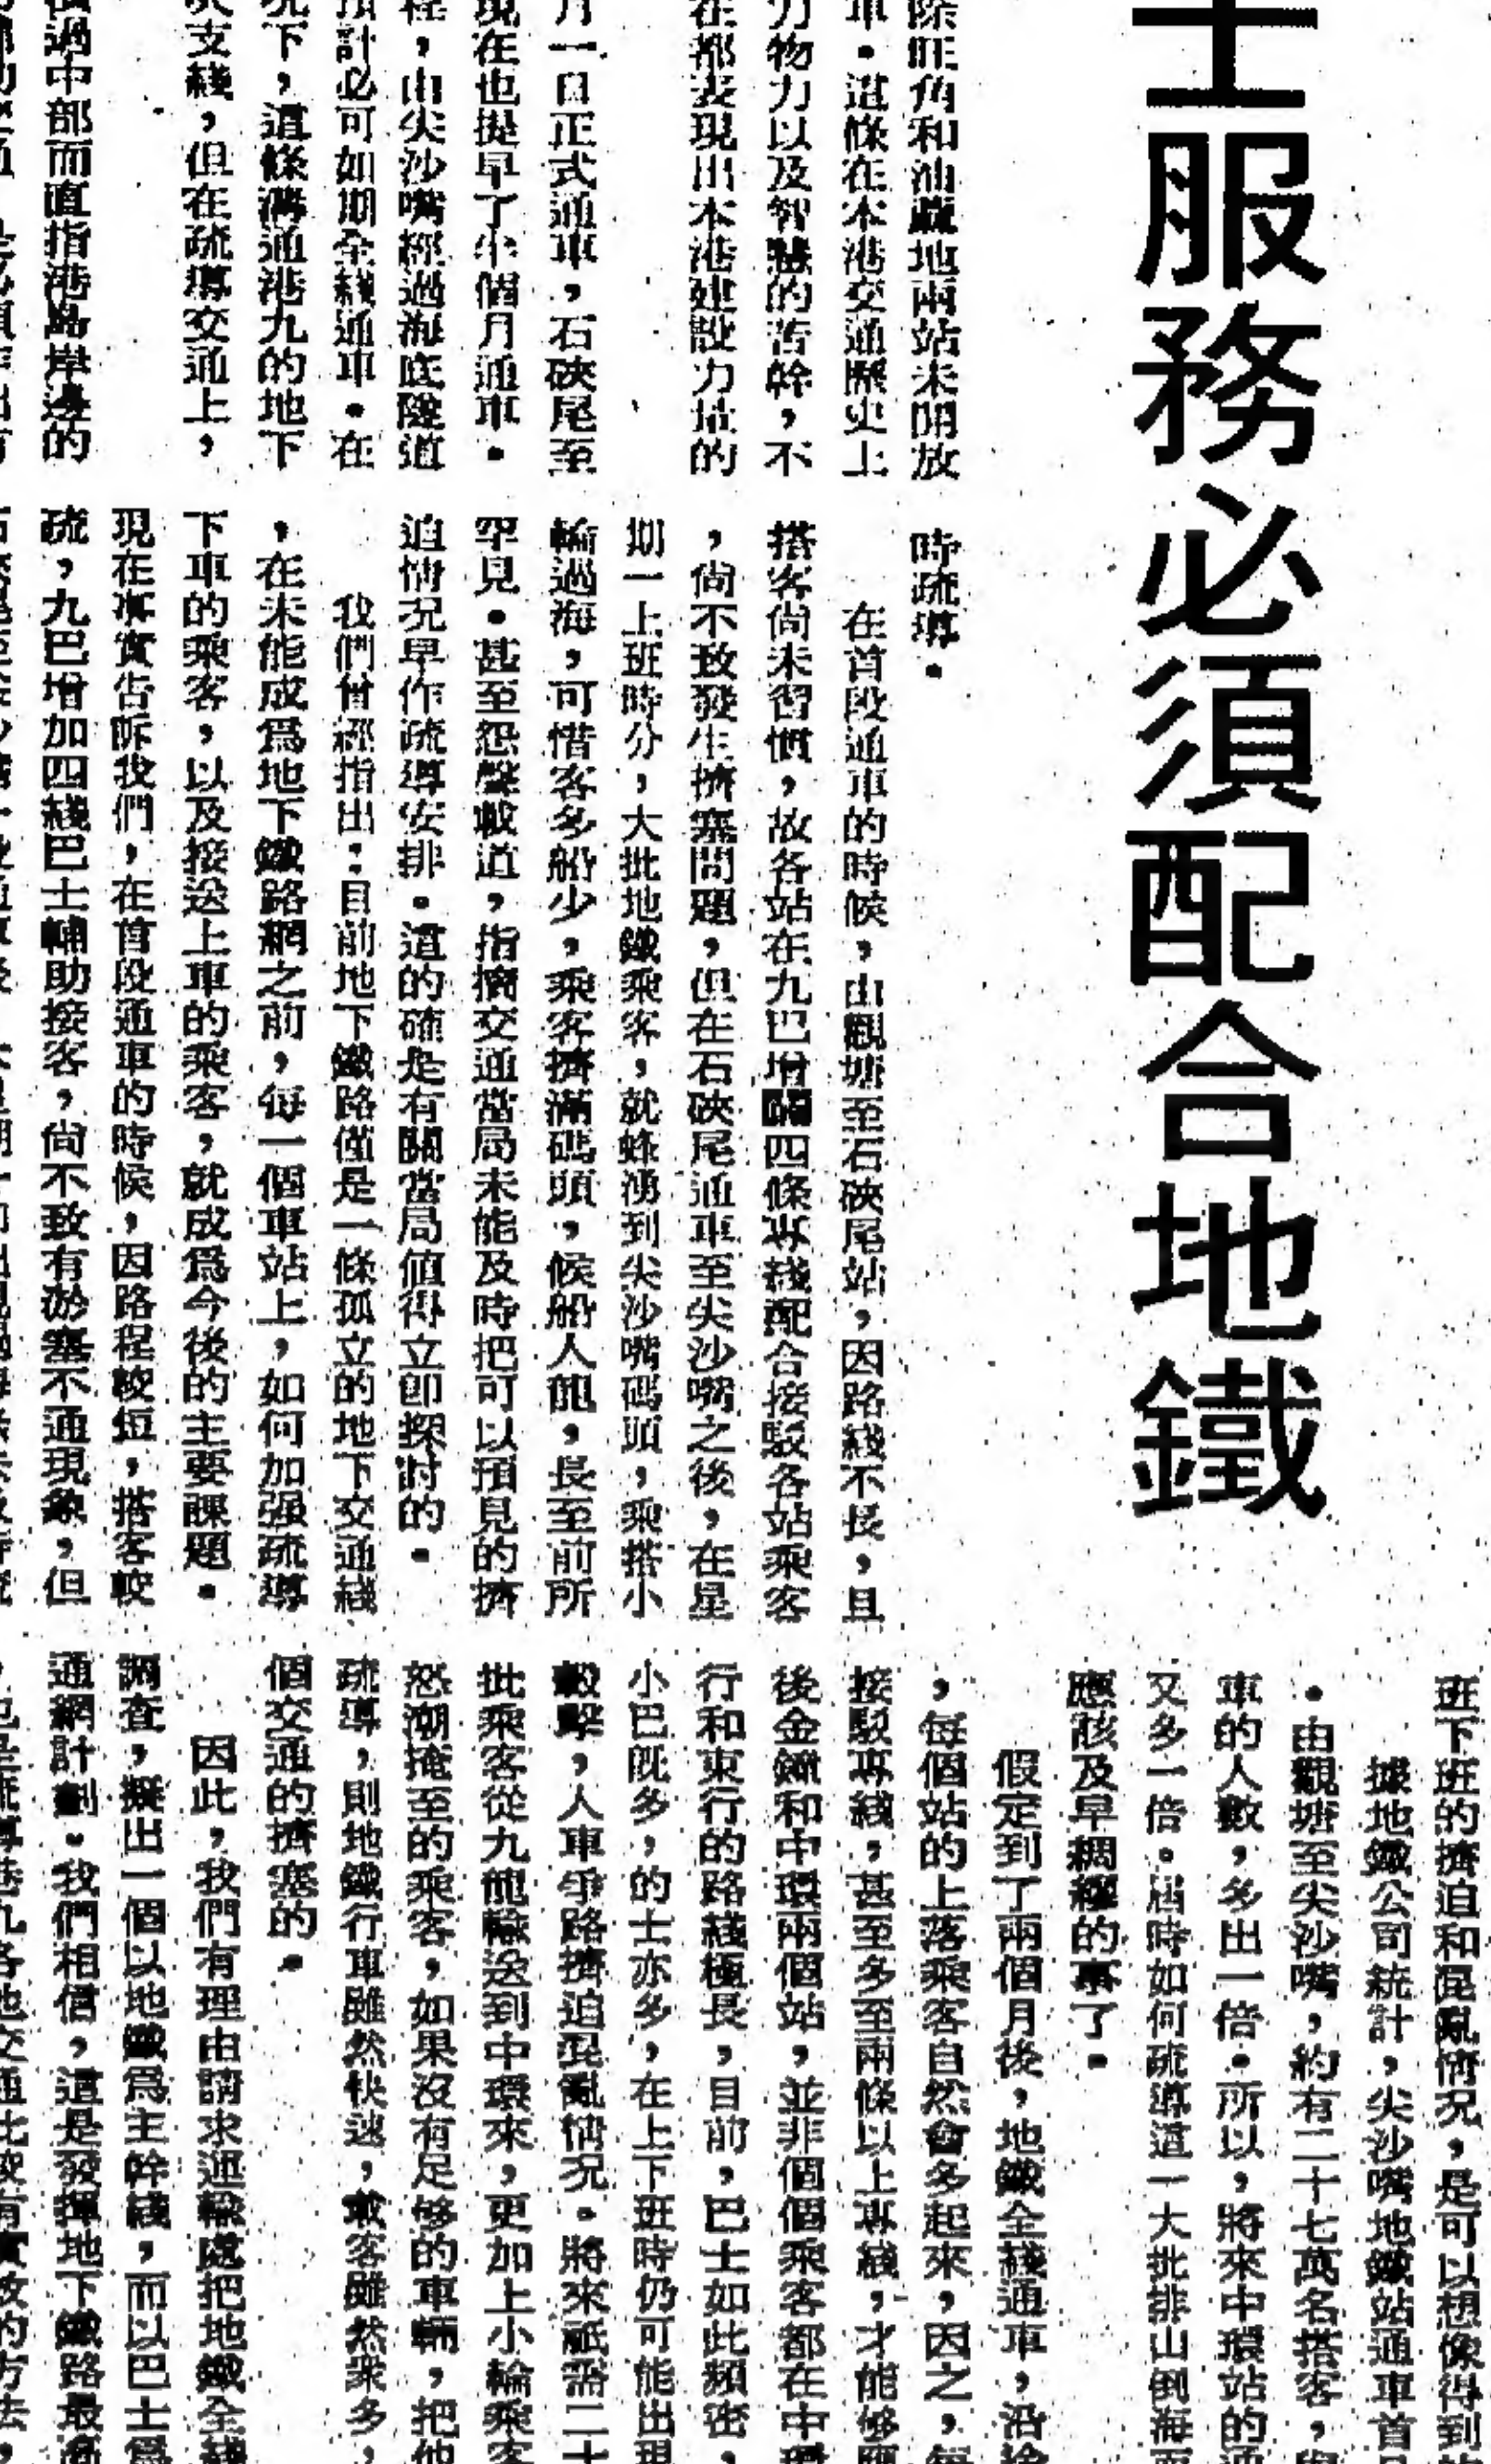 士服務必須配合地鐵
除旺角和油蔴地兩站未開放
車。這條在本港交通歷史上
力物力以及智慧的苦幹,不
在都表現出本港建設力量的
月一日正式通車,石硤尾至
現在也提早了半個月通車。
程,由尖沙嘴經過海底隧道
預計必可如期全綫通車。在
況下,這條溝通港九的地下
支綫,但在疏導交通上,
過中部而直指港島岸邊的
時疏導。
在首段通車的時候,由觀塘至石硤尾站,因路綫不長,且
搭客尚未習慣,故各站在九巴增闢四條專綫配合接駁各站乘客
,尚不致發生擠塞問題,但在石硤尾通車至尖沙嘴之後,在星
期一上班時分,大批地鐵乘客,就蜂湧到尖沙嘴碼頭,乘搭小
輪過海,可惜客多船少,乘客擠滿碼頭,候船人龍,長至前所
罕見。甚至怨聲載道,指摘交通當局未能及時把可以預見的擠
迫情況早作疏導安排。這的確是有關當局值得立卽探討的。
我們曾經指出:目前地下鐵路僅是一條孤立的地下交通綫
,在未能成爲地下鐵路網之前,每一個車站上,如何加强疏導
下車的乘客,以及接送上車的乘客,就成爲今後的主要課題。
現在事實告訴我們,在首段通車的時候,因路程較短,搭客較
疏,九巴增加四綫巴士輔助接客,尚不致有淤塞不通現象,但
班下班的擠迫和混亂情況,是可以想像得到
據地鐵公司統計,尖沙嘴地鐵站通車首
。由觀塘至尖沙嘴,約有二十七萬名搭客,
車的人數,多出一倍。所以,將來中環站的
又多一倍。屆時如何疏導這一大批排山倒海
應該及早綢繆的事了。
假定到了兩個月後,地鐵全綫通車,沿
,每個站的上落乘客自然會多起來,因之,每
接駁專綫,甚至多至兩條以上專綫,才能够
後金鐘和中環兩個站,並非個個乘客都在中環
行和東行的路綫極長,目前,巴士如此頻密,
小巴既多,的士亦多,在上下班時仍可能出現
轂擊,人車爭路擠迫混亂情況。將來祇需二十
批乘客從九龍輸送到中環來,更加上小輪乘客
怒潮掩至的乘客,如果沒有足够的車輛,把他
疏導,則地鐵行車雖然快速,載客雖然衆多,
個交通的擠塞的。
因此,我們有理由請求運輸處把地鐵全綫
調查,擬出一個以地鐵爲主幹綫,而以巴士爲
通網計劃。我們相信,這是發揮地下鐵路最
,也是疏導港九各地交通比較有實效的方法,